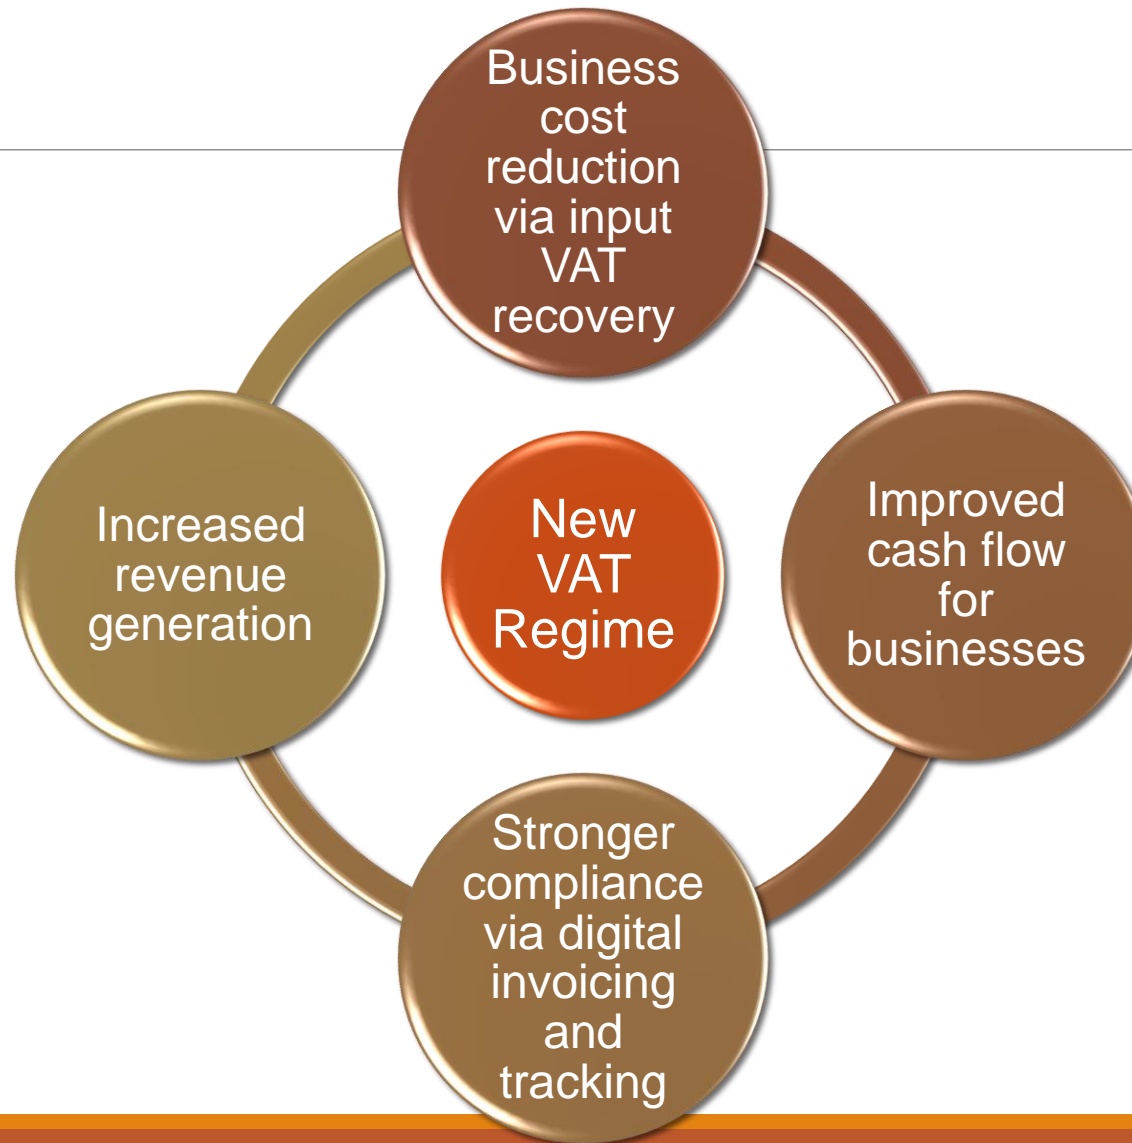 Business
cost
reduction
via input
VAT
recovery
Increased
revenue
generation
New
VAT
Regime
Improved
cash flow
for
businesses
Stronger
compliance
via digital
invoicing
and
tracking